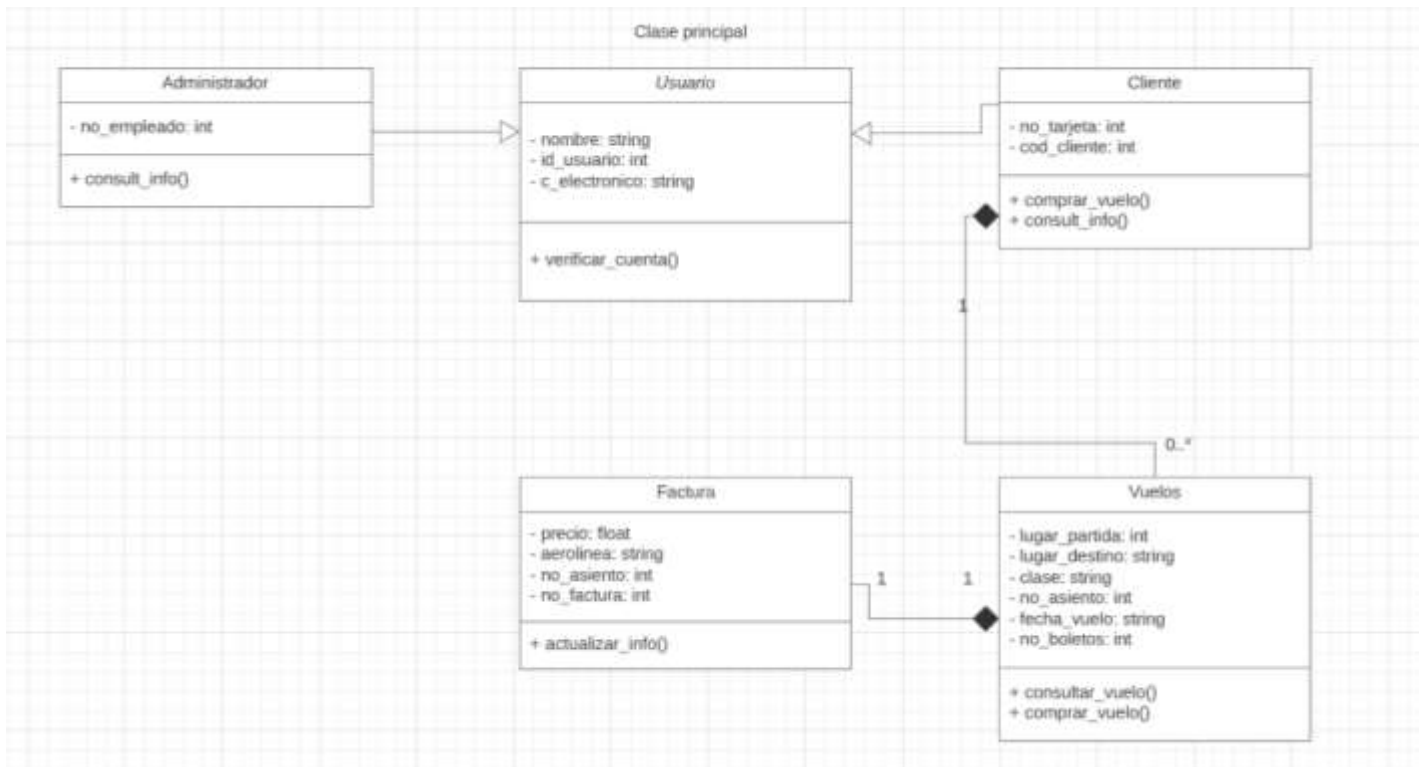 Clase principal
Administrador
- no_empleado: int
+ consult_info()
Usuario
- nombre: string
- id_usuario: int
- c_electronico: string
+ verificar_cuenta()
Cliente
- no_tarjeta: int
- cod_cliente: int
+ comprar_vuelo()
+ consult_info()
1
0..*
Factura
- precio: float
- aerolinea: string
- no_asiento: int
- no_factura: int
+ actualizar_info()
1
1
Vuelos
- lugar_partida: int
- lugar_destino: string
- clase: string
- no_asiento: int
- fecha_vuelo: string
- no_boletos: int
+ consultar_vuelo()
+ comprar_vuelo()